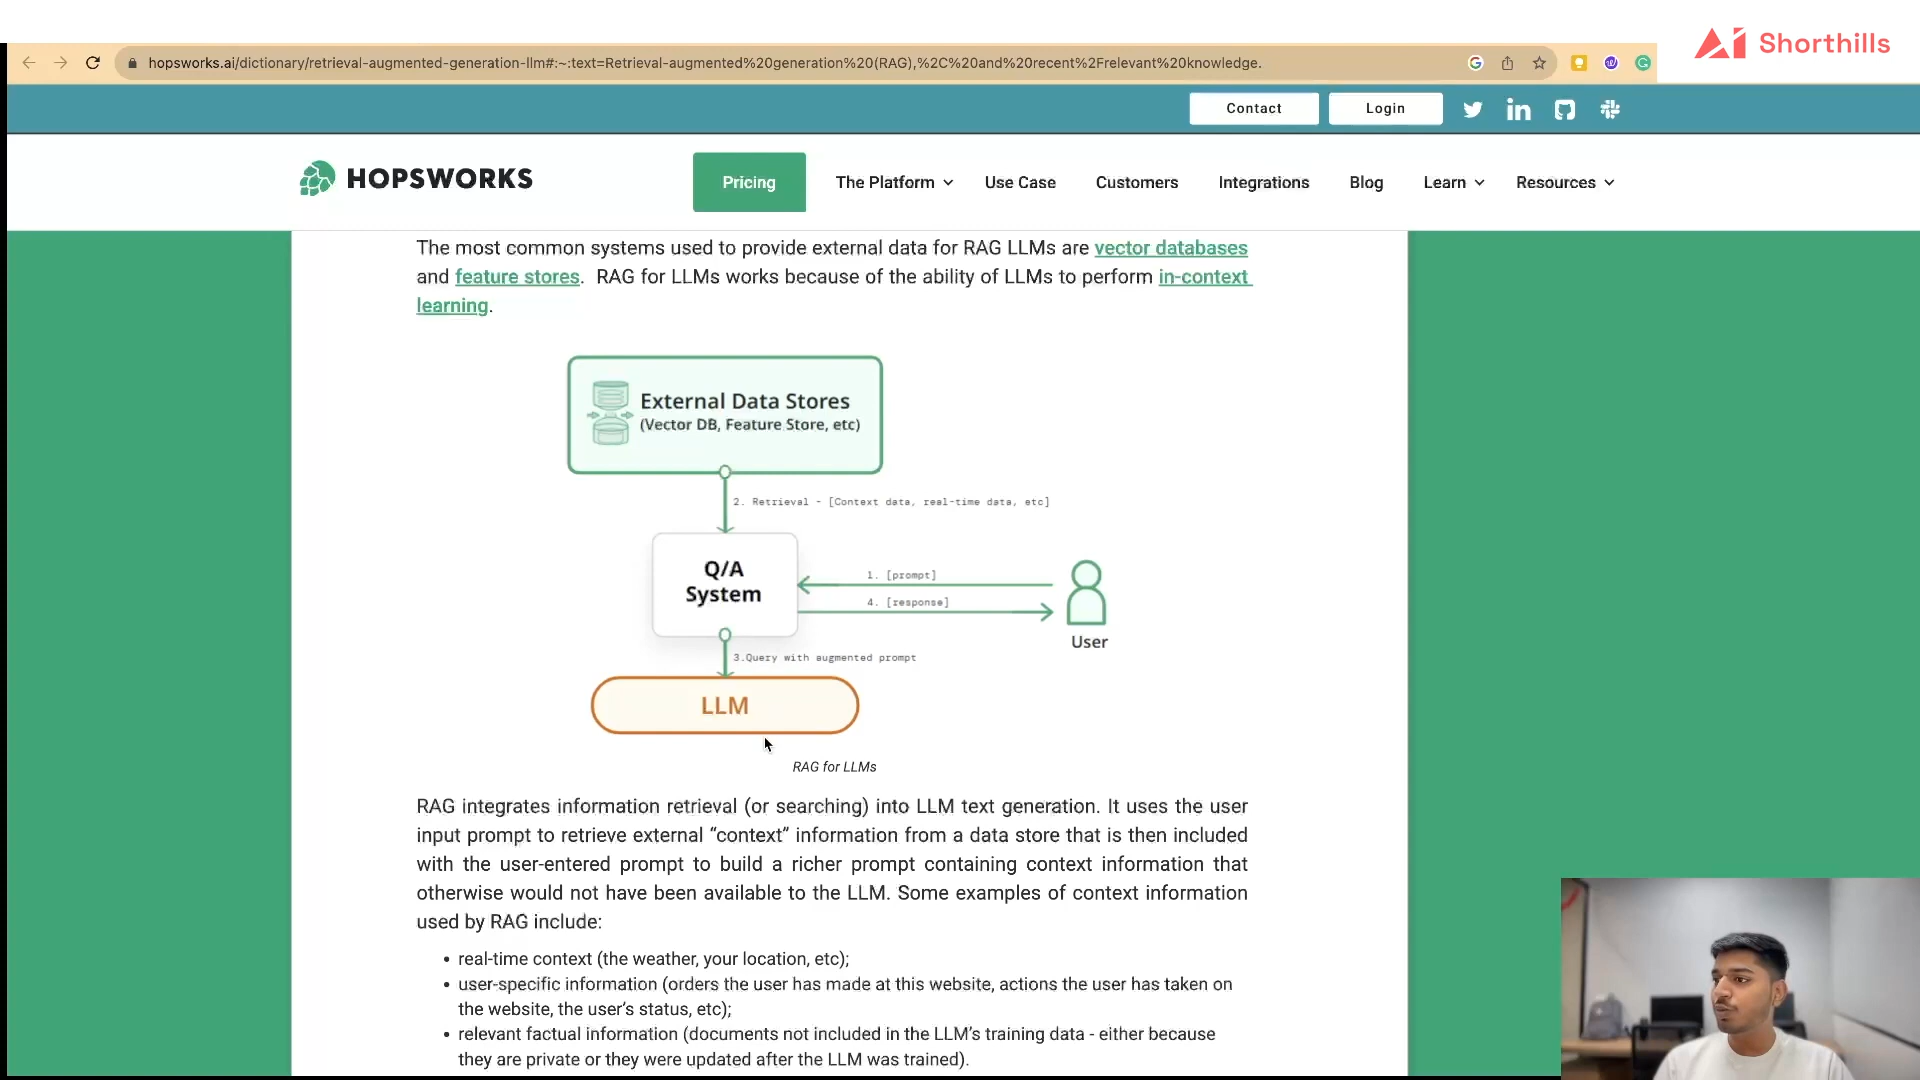 AI Shorthills
hopsworks.ai/dictionary/retrieval-augmented-generation-llm#:~:text=Retrieval-augmented%20generation%20(RAG),%2C%20and%20recent%2Frelevant%20knowledge.
Contact
Login
HOPSWORKS
Pricing
The Platform
Use Case
Customers
Integrations
Blog
Learn
Resources
The most common systems used to provide external data for RAG LLMs are vector databases
and feature stores. RAG for LLMs works because of the ability of LLMs to perform in-context
learning.
External Data Stores
(Vector DB, Feature Store, etc)
2. Retrieval - [Context data, real-time data, etc]
Q/A
System
1. [prompt]
4. [response]
User
3.Query with augmented prompt
LLM
RAG for LLMs
RAG integrates information retrieval (or searching) into LLM text generation. It uses the user
input prompt to retrieve external “context” information from a data store that is then included
with the user-entered prompt to build a richer prompt containing context information that
otherwise would not have been available to the LLM. Some examples of context information
used by RAG include:
• real-time context (the weather, your location, etc);
• user-specific information (orders the user has made at this website, actions the user has taken on
the website, the user’s status, etc);
• relevant factual information (documents not included in the LLM’s training data - either because
they are private or they were updated after the LLM was trained).